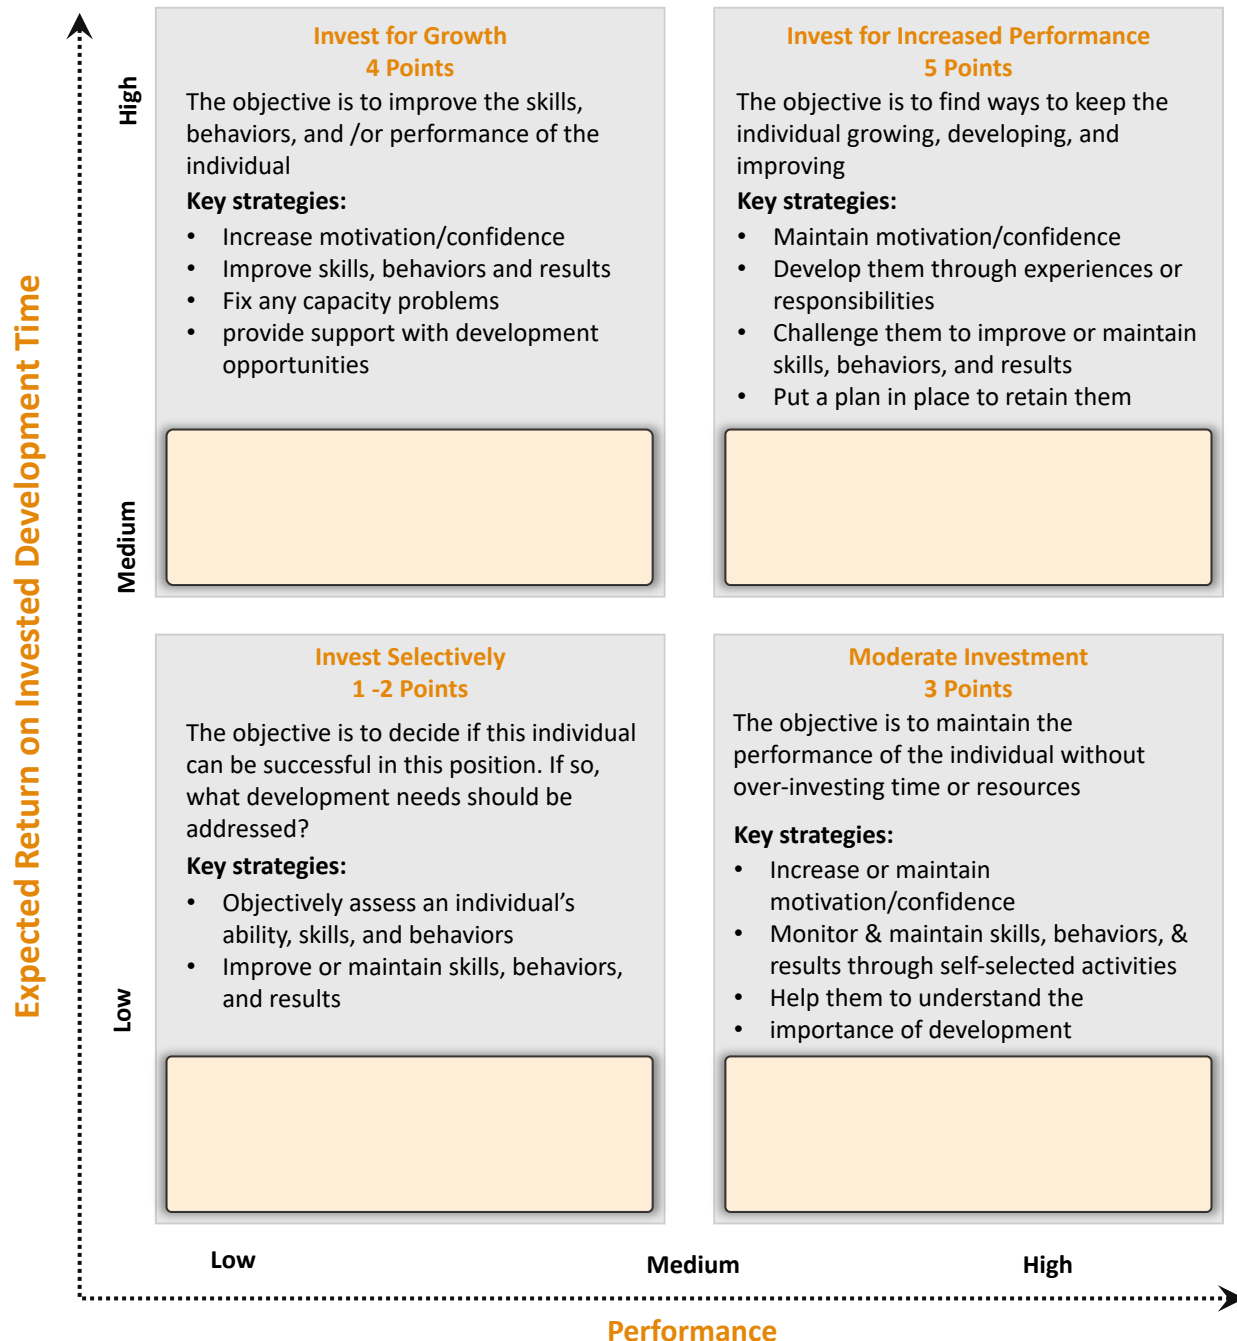 Expected Return on Invested Development Time
High
Medium
Low
Invest for Growth
4 Points
The objective is to improve the skills,
behaviors, and /or performance of the
individual
Key strategies:
• Increase motivation/confidence
• Improve skills, behaviors and results
• Fix any capacity problems
• provide support with development
opportunities
Invest for Increased Performance
5 Points
The objective is to find ways to keep the
individual growing, developing, and
improving
Key strategies:
• Maintain motivation/confidence
• Develop them through experiences or
responsibilities
• Challenge them to improve or maintain
skills, behaviors, and results
• Put a plan in place to retain them
Invest Selectively
1 -2 Points
The objective is to decide if this individual
can be successful in this position. If so,
what development needs should be
addressed?
Key strategies:
• Objectively assess an individual’s
ability, skills, and behaviors
• Improve or maintain skills, behaviors,
and results
Moderate Investment
3 Points
The objective is to maintain the
performance of the individual without
over-investing time or resources
Key strategies:
• Increase or maintain
motivation/confidence
• Monitor & maintain skills, behaviors, &
results through self-selected activities
• Help them to understand the
• importance of development
Low
Medium
High
Performance